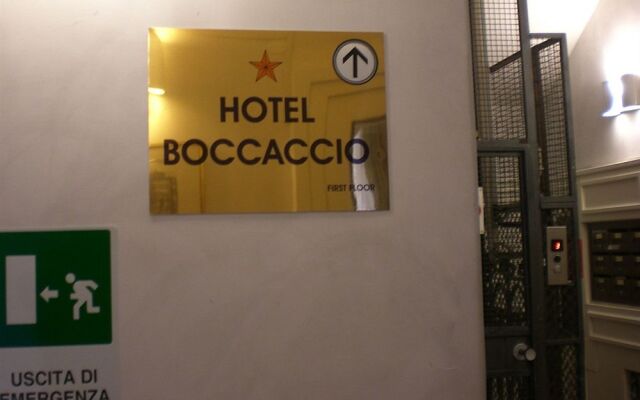 HOTEL
BOCCACCIO
FIRST FLOOR
USCITA DI
EMERGENZA